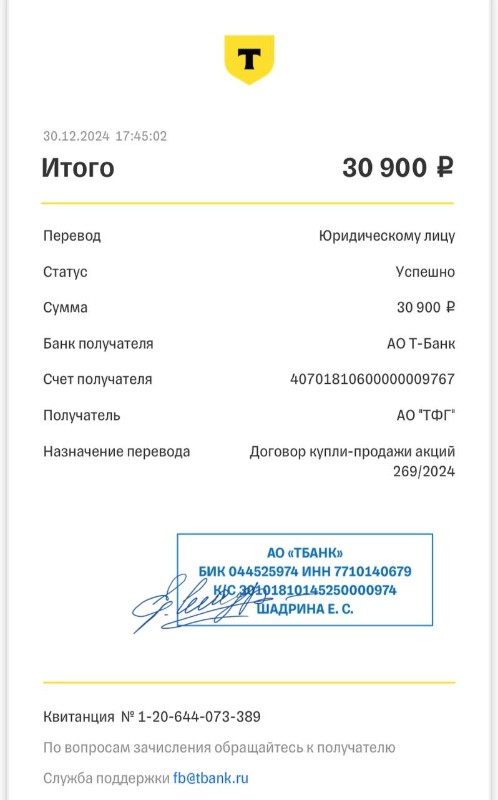 Т
30.12.2024 17:45:02
Итого 30 900 ₽
Перевод Юридическому лицу
Статус Успешно
Сумма 30 900 ₽
Банк получателя АО Т-Банк
Счет получателя 40701810600000009767
Получатель АО "ТФГ"
Назначение перевода Договор купли-продажи акций
269/2024
АО «ТБАНК»
БИК 044525974 ИНН 7710140679
К/С 30101810145250000974
ШАДРИНА Е. С.
Квитанция № 1-20-644-073-389
По вопросам зачисления обращайтесь к получателю
Служба поддержки fb@tbank.ru